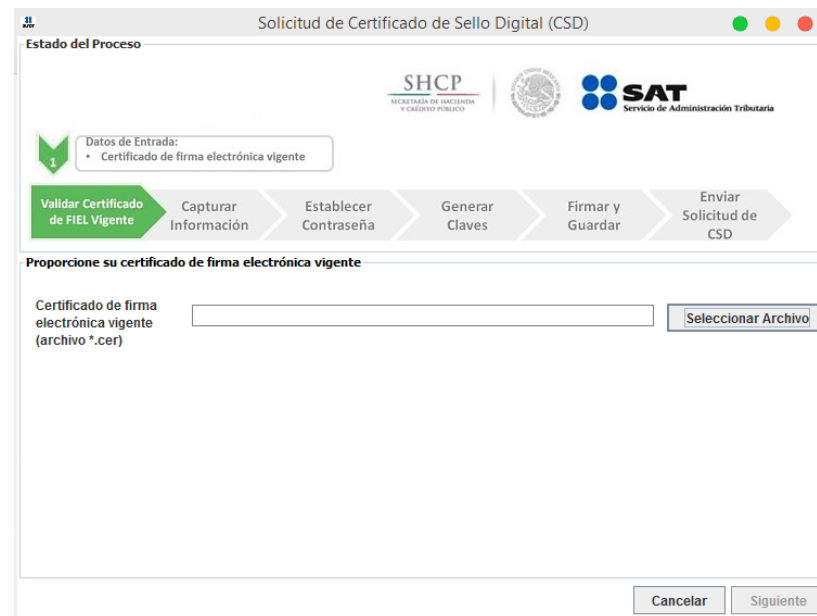 Solicitud de Certificado de Sello Digital (CSD)
Estado del Proceso
SHCP
SECRETARÍA DE HACIENDA
Y CRÉDITO PÚBLICO
SAT
Servicio de Administración Tributaria
1
Datos de Entrada:
• Certificado de firma electrónica vigente
Validar Certificado
de FIEL Vigente
Capturar
Información
Establecer
Contraseña
Generar
Claves
Firmar y
Guardar
Enviar
Solicitud de
CSD
Proporcione su certificado de firma electrónica vigente
Certificado de firma
electrónica vigente
(archivo *.cer)
Seleccionar Archivo
Cancelar
Siguiente